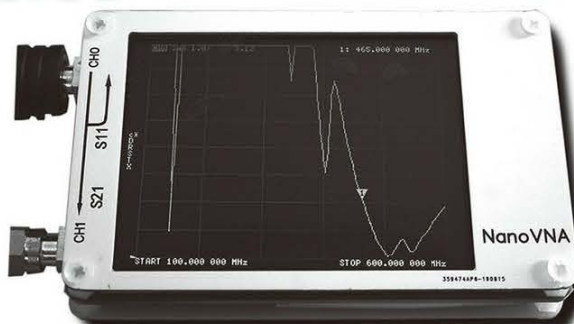 CH0
S11
S21
CH1
1: 465.000 000 MHz
START 100.000 000 MHz
STOP 600.000 000 MHz
NanoVNA